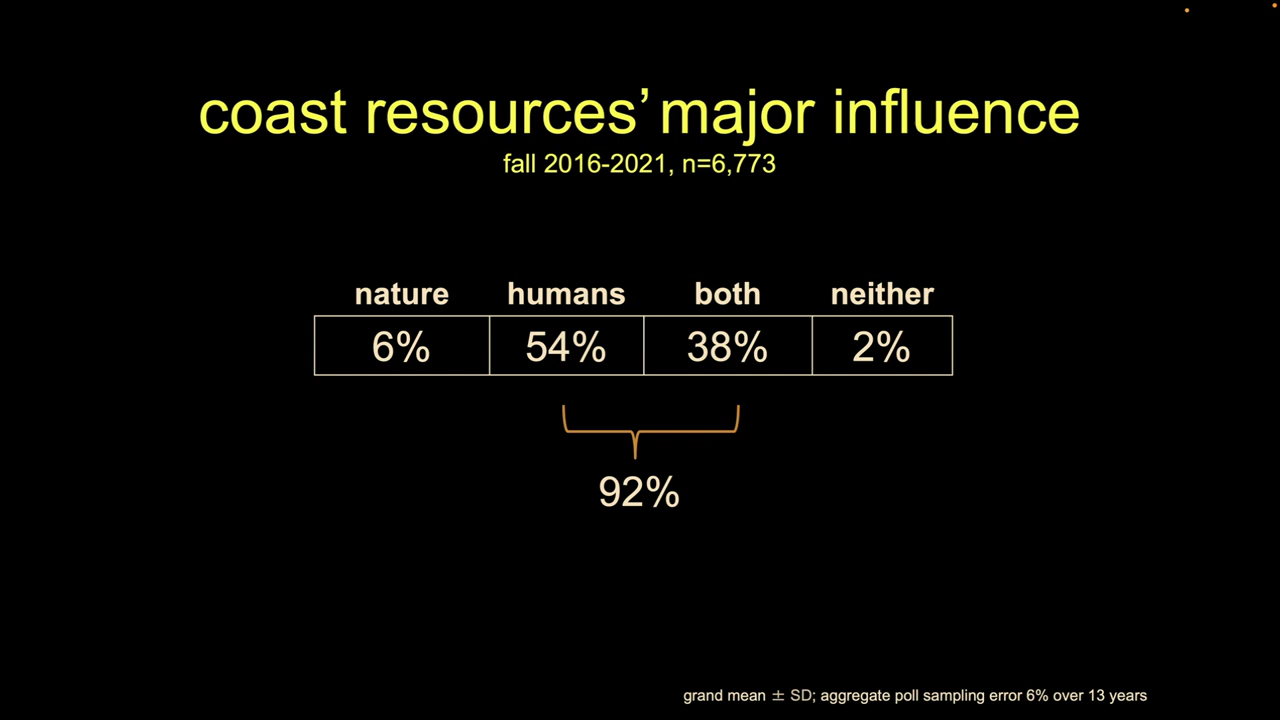 coast resources’ major influence
fall 2016-2021, n=6,773
nature humans both neither
6% 54% 38% 2%
92%
grand mean ± SD; aggregate poll sampling error 6% over 13 years